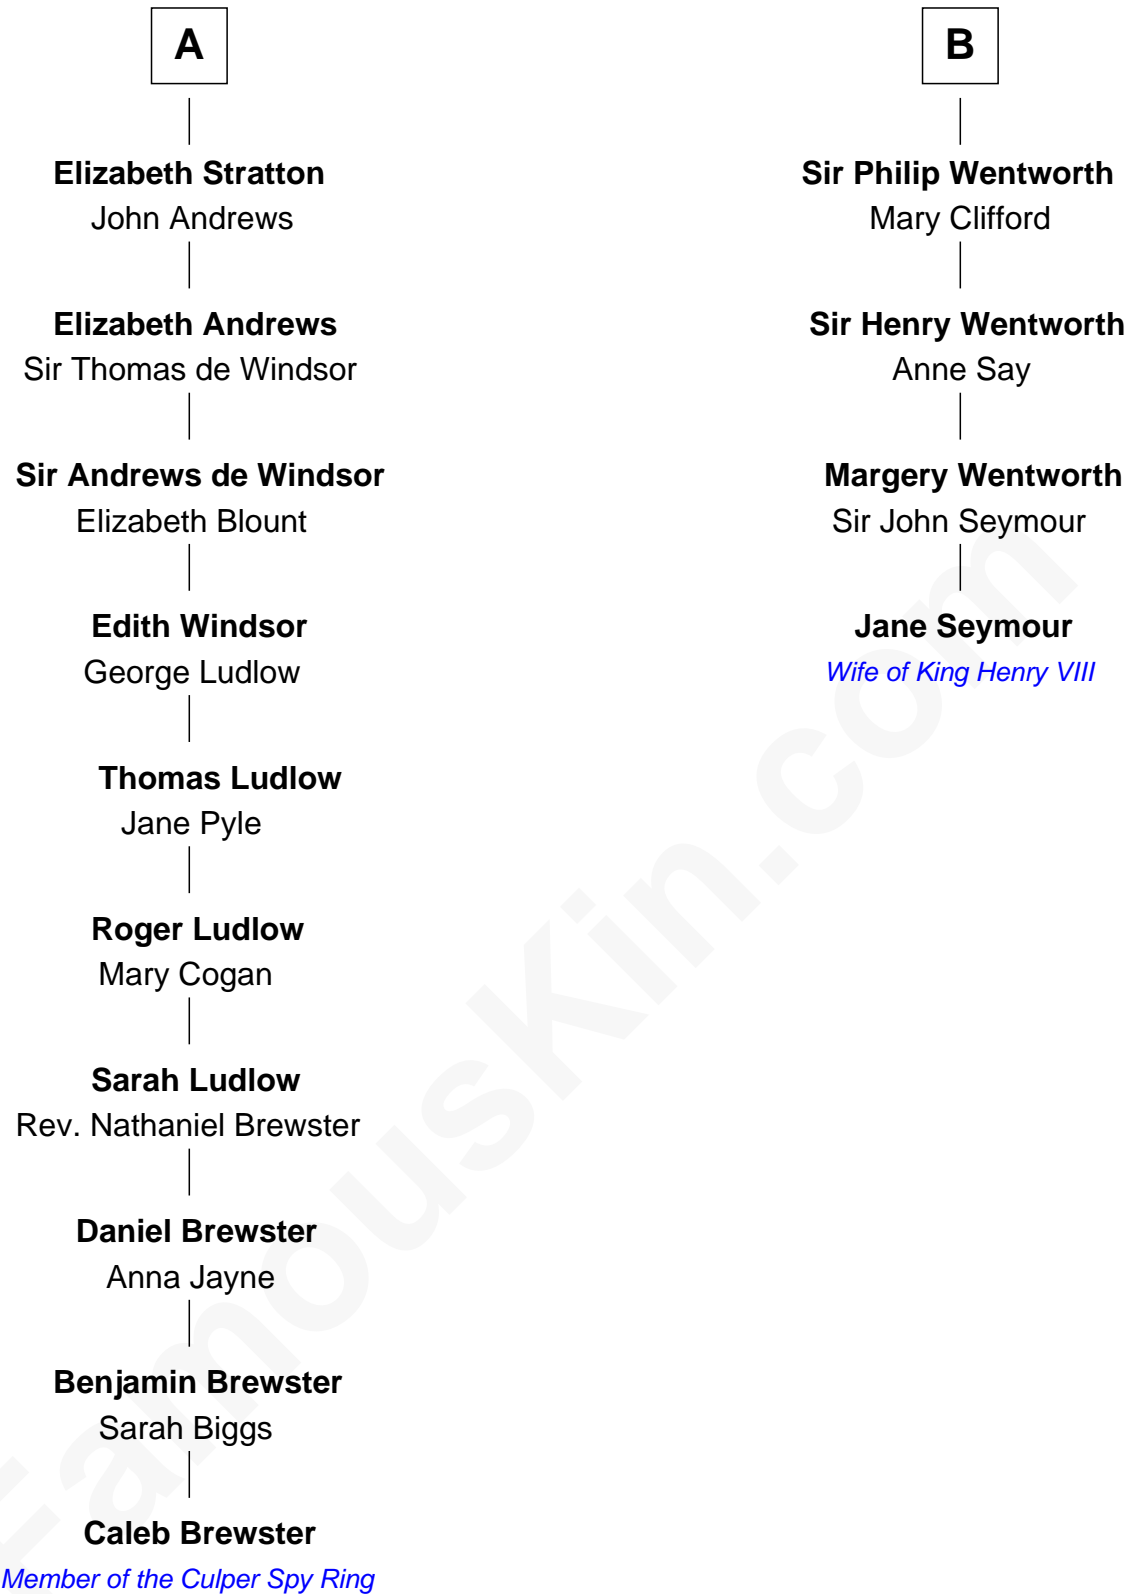 A
Elizabeth Stratton
John Andrews
Elizabeth Andrews
Sir Thomas de Windsor
Sir Andrews de Windsor
Elizabeth Blount
Edith Windsor
George Ludlow
Thomas Ludlow
Jane Pyle
Roger Ludlow
Mary Cogan
Sarah Ludlow
Rev. Nathaniel Brewster
Daniel Brewster
Anna Jayne
Benjamin Brewster
Sarah Biggs
Caleb Brewster
Member of the Culper Spy Ring
B
Sir Philip Wentworth
Mary Clifford
Sir Henry Wentworth
Anne Say
Margery Wentworth
Sir John Seymour
Jane Seymour
Wife of King Henry VIII
FamousKin.com